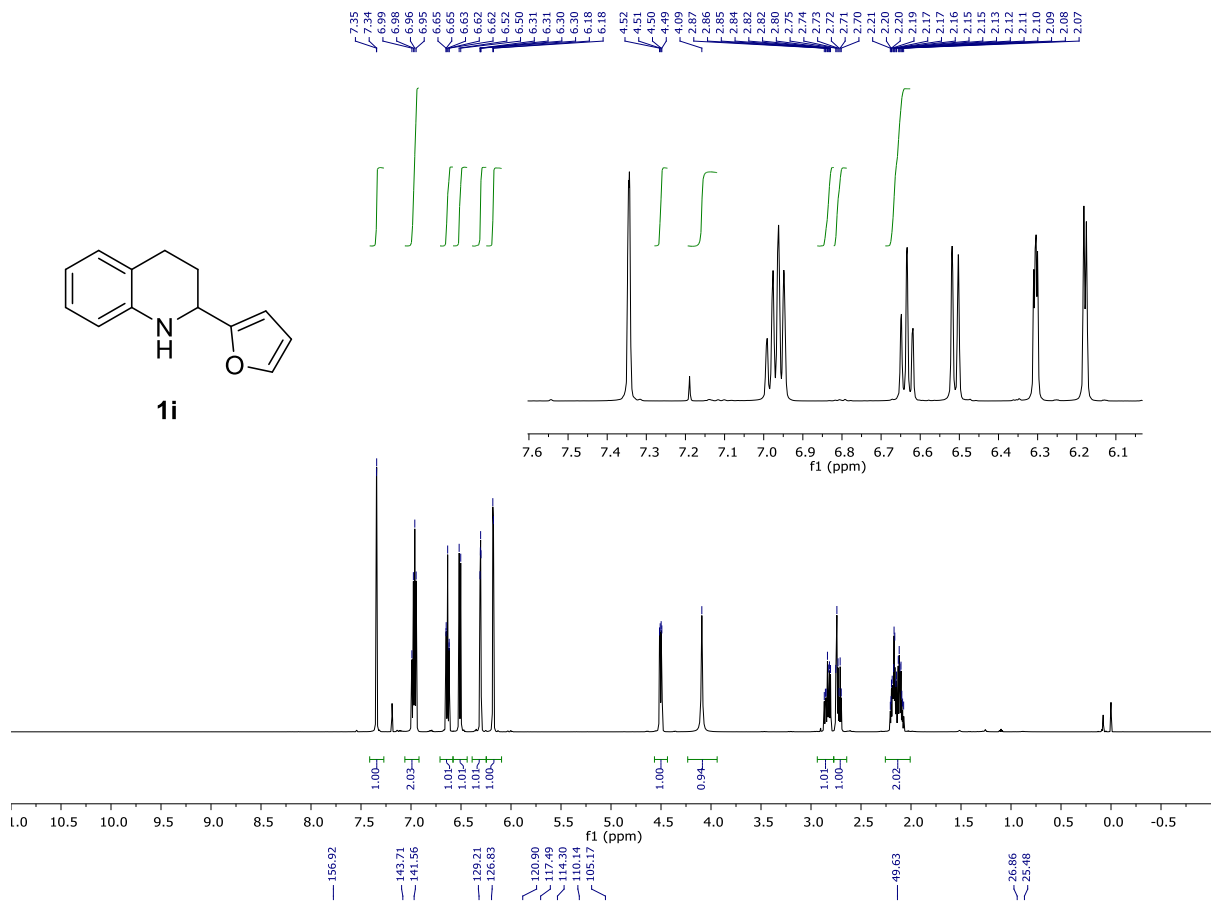 7.35 7.34 6.99 6.98 6.96 6.95 6.65 6.65 6.63 6.62 6.62 6.52 6.50 6.31 6.31 6.30 6.30 6.18 6.18 4.52 4.51 4.50 4.49 4.09 2.87 2.86 2.85 2.84 2.82 2.82 2.80 2.75 2.74 2.73 2.72 2.71 2.70 2.21 2.20 2.20 2.19 2.17 2.17 2.16 2.15 2.15 2.13 2.12 2.11 2.10 2.09 2.08 2.07
N
H
O
1i
7.6 7.5 7.4 7.3 7.2 7.1 7.0 6.9 6.8 6.7 6.6 6.5 6.4 6.3 6.2 6.1
f1 (ppm)
1.00 2.03 1.01 1.01 1.01 1.00 1.00 0.94 1.01 1.00 2.02
1.0 10.5 10.0 9.5 9.0 8.5 8.0 7.5 7.0 6.5 6.0 5.5 5.0 4.5 4.0 3.5 3.0 2.5 2.0 1.5 1.0 0.5 0.0 -0.5
f1 (ppm)
156.92 143.71 141.56 129.21 126.83 120.90 117.49 114.30 110.14 105.17 49.63 26.86 25.48